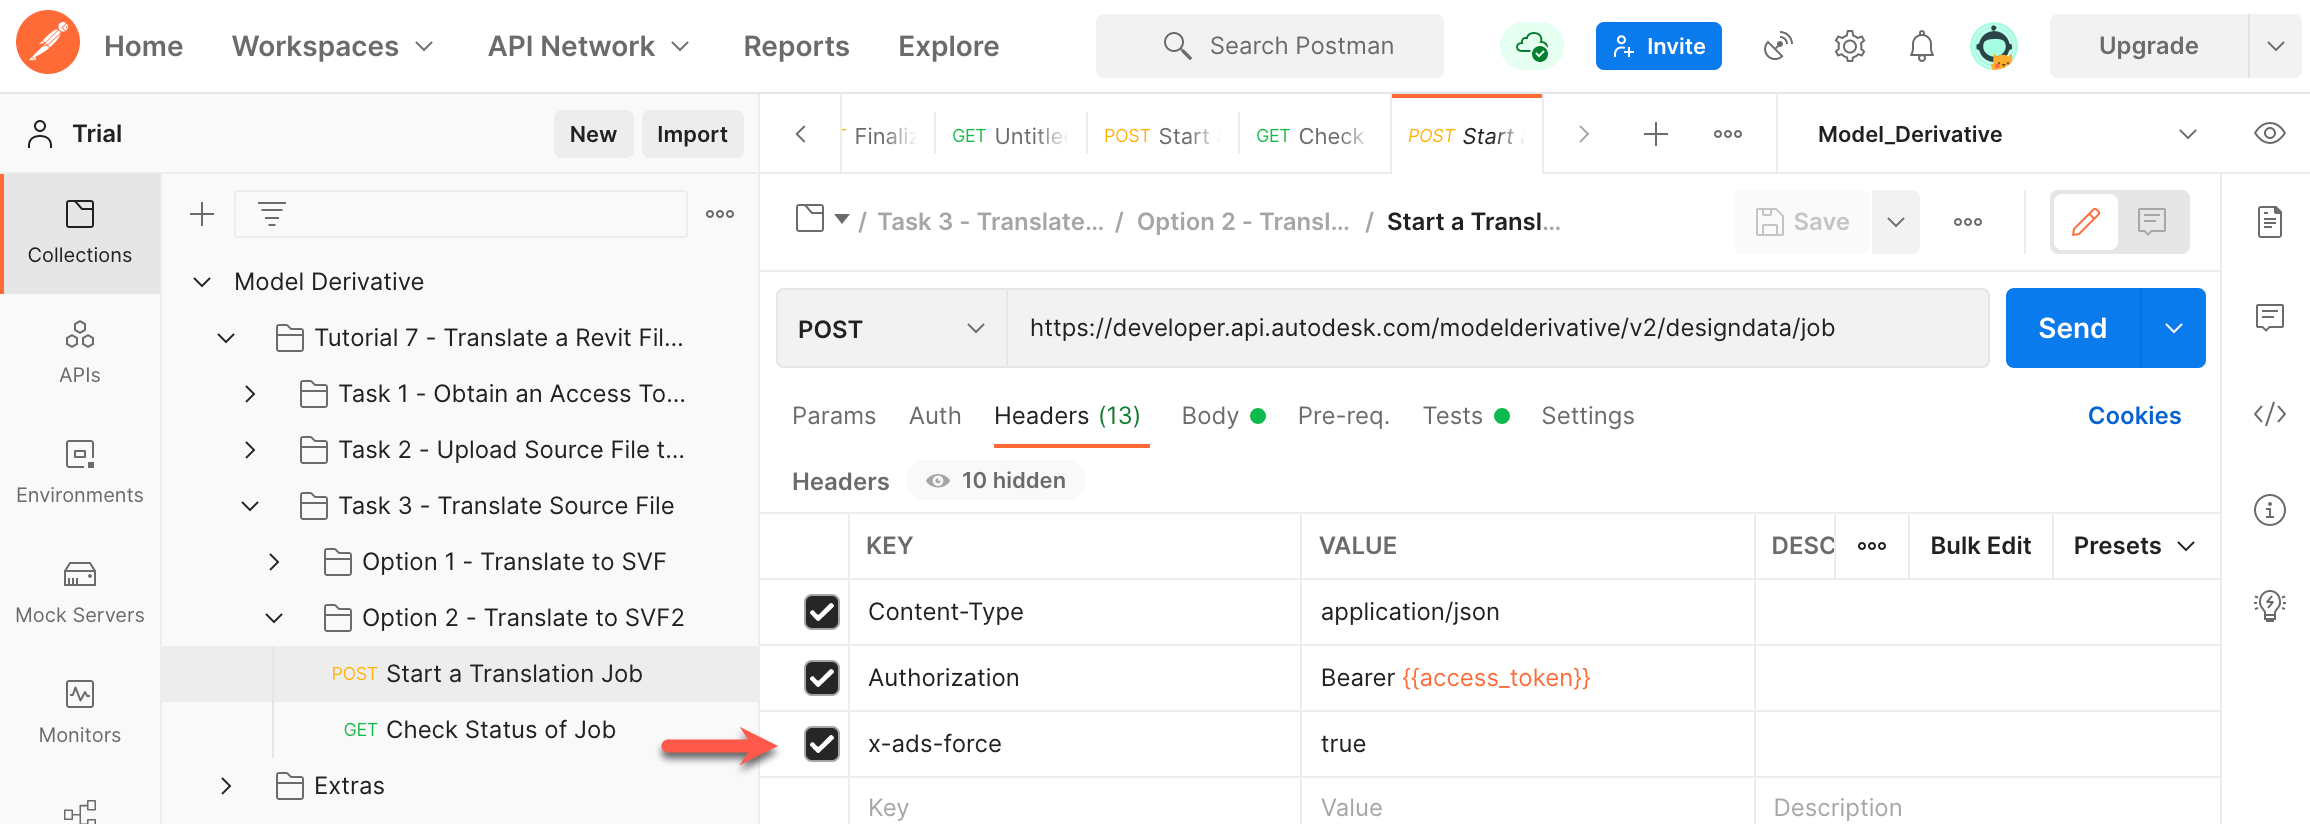 Home Workspaces API Network Reports Explore Search Postman Invite Upgrade
Trial New Import
Finaliz GET Untitle POST Start GET Check POST Start Model_Derivative
Collections
APIs
Environments
Mock Servers
Monitors
Model Derivative
Tutorial 7 - Translate a Revit Fil...
Task 1 - Obtain an Access To...
Task 2 - Upload Source File t...
Task 3 - Translate Source File
Option 1 - Translate to SVF
Option 2 - Translate to SVF2
POST Start a Translation Job
GET Check Status of Job
Extras
/ Task 3 - Translate... / Option 2 - Transl... / Start a Transl... Save
POST https://developer.api.autodesk.com/modelderivative/v2/designdata/job Send
Params Auth Headers (13) Body Pre-req. Tests Settings Cookies
Headers 10 hidden
KEY VALUE DESC Bulk Edit Presets
Content-Type application/json
Authorization Bearer {{access_token}}
x-ads-force true
Key Value Description